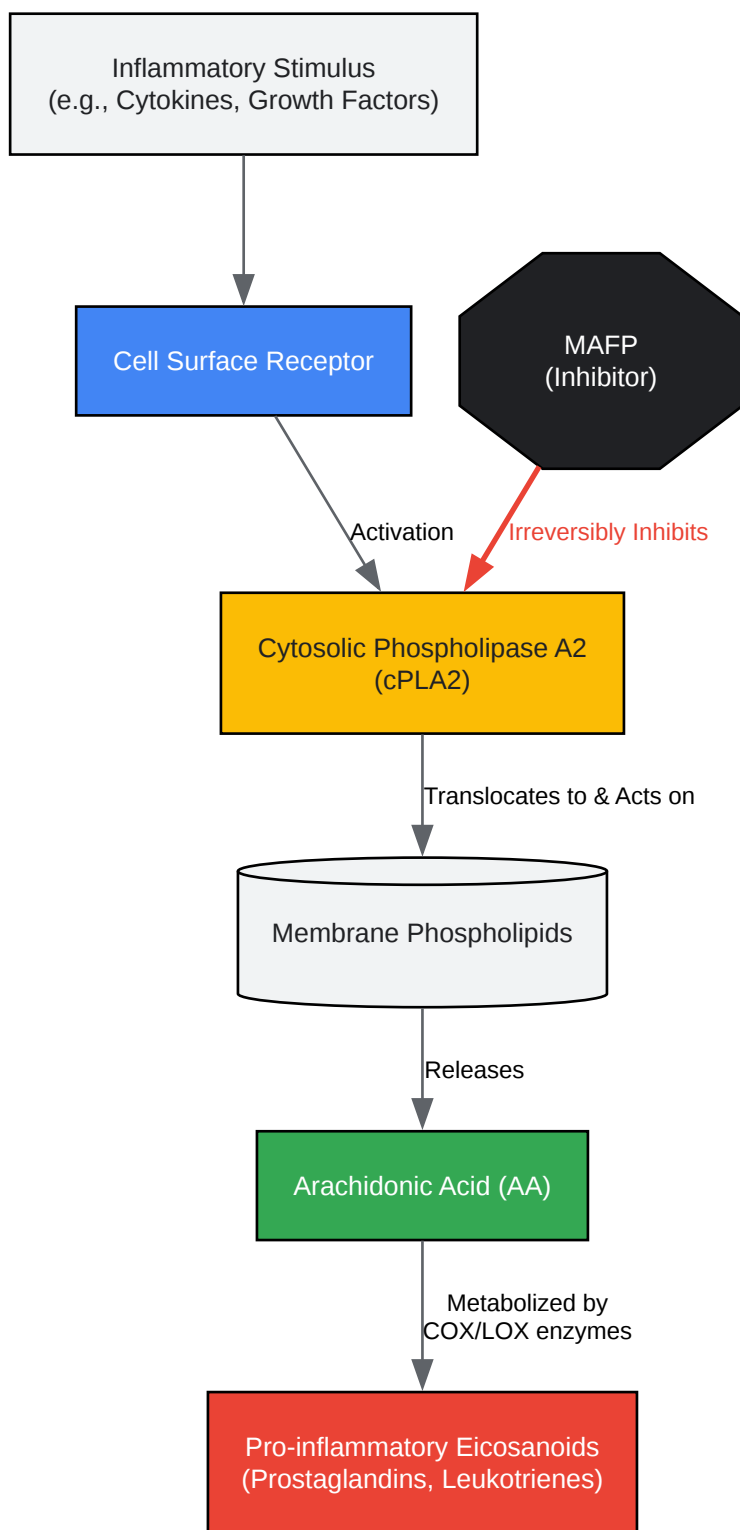 Inflammatory Stimulus
(e.g., Cytokines, Growth Factors)
Cell Surface Receptor
MAFP
(Inhibitor)
Activation
Irreversibly Inhibits
Cytosolic Phospholipase A2
(cPLA2)
Translocates to & Acts on
Membrane Phospholipids
Releases
Arachidonic Acid (AA)
Metabolized by
COX/LOX enzymes
Pro-inflammatory Eicosanoids
(Prostaglandins, Leukotrienes)